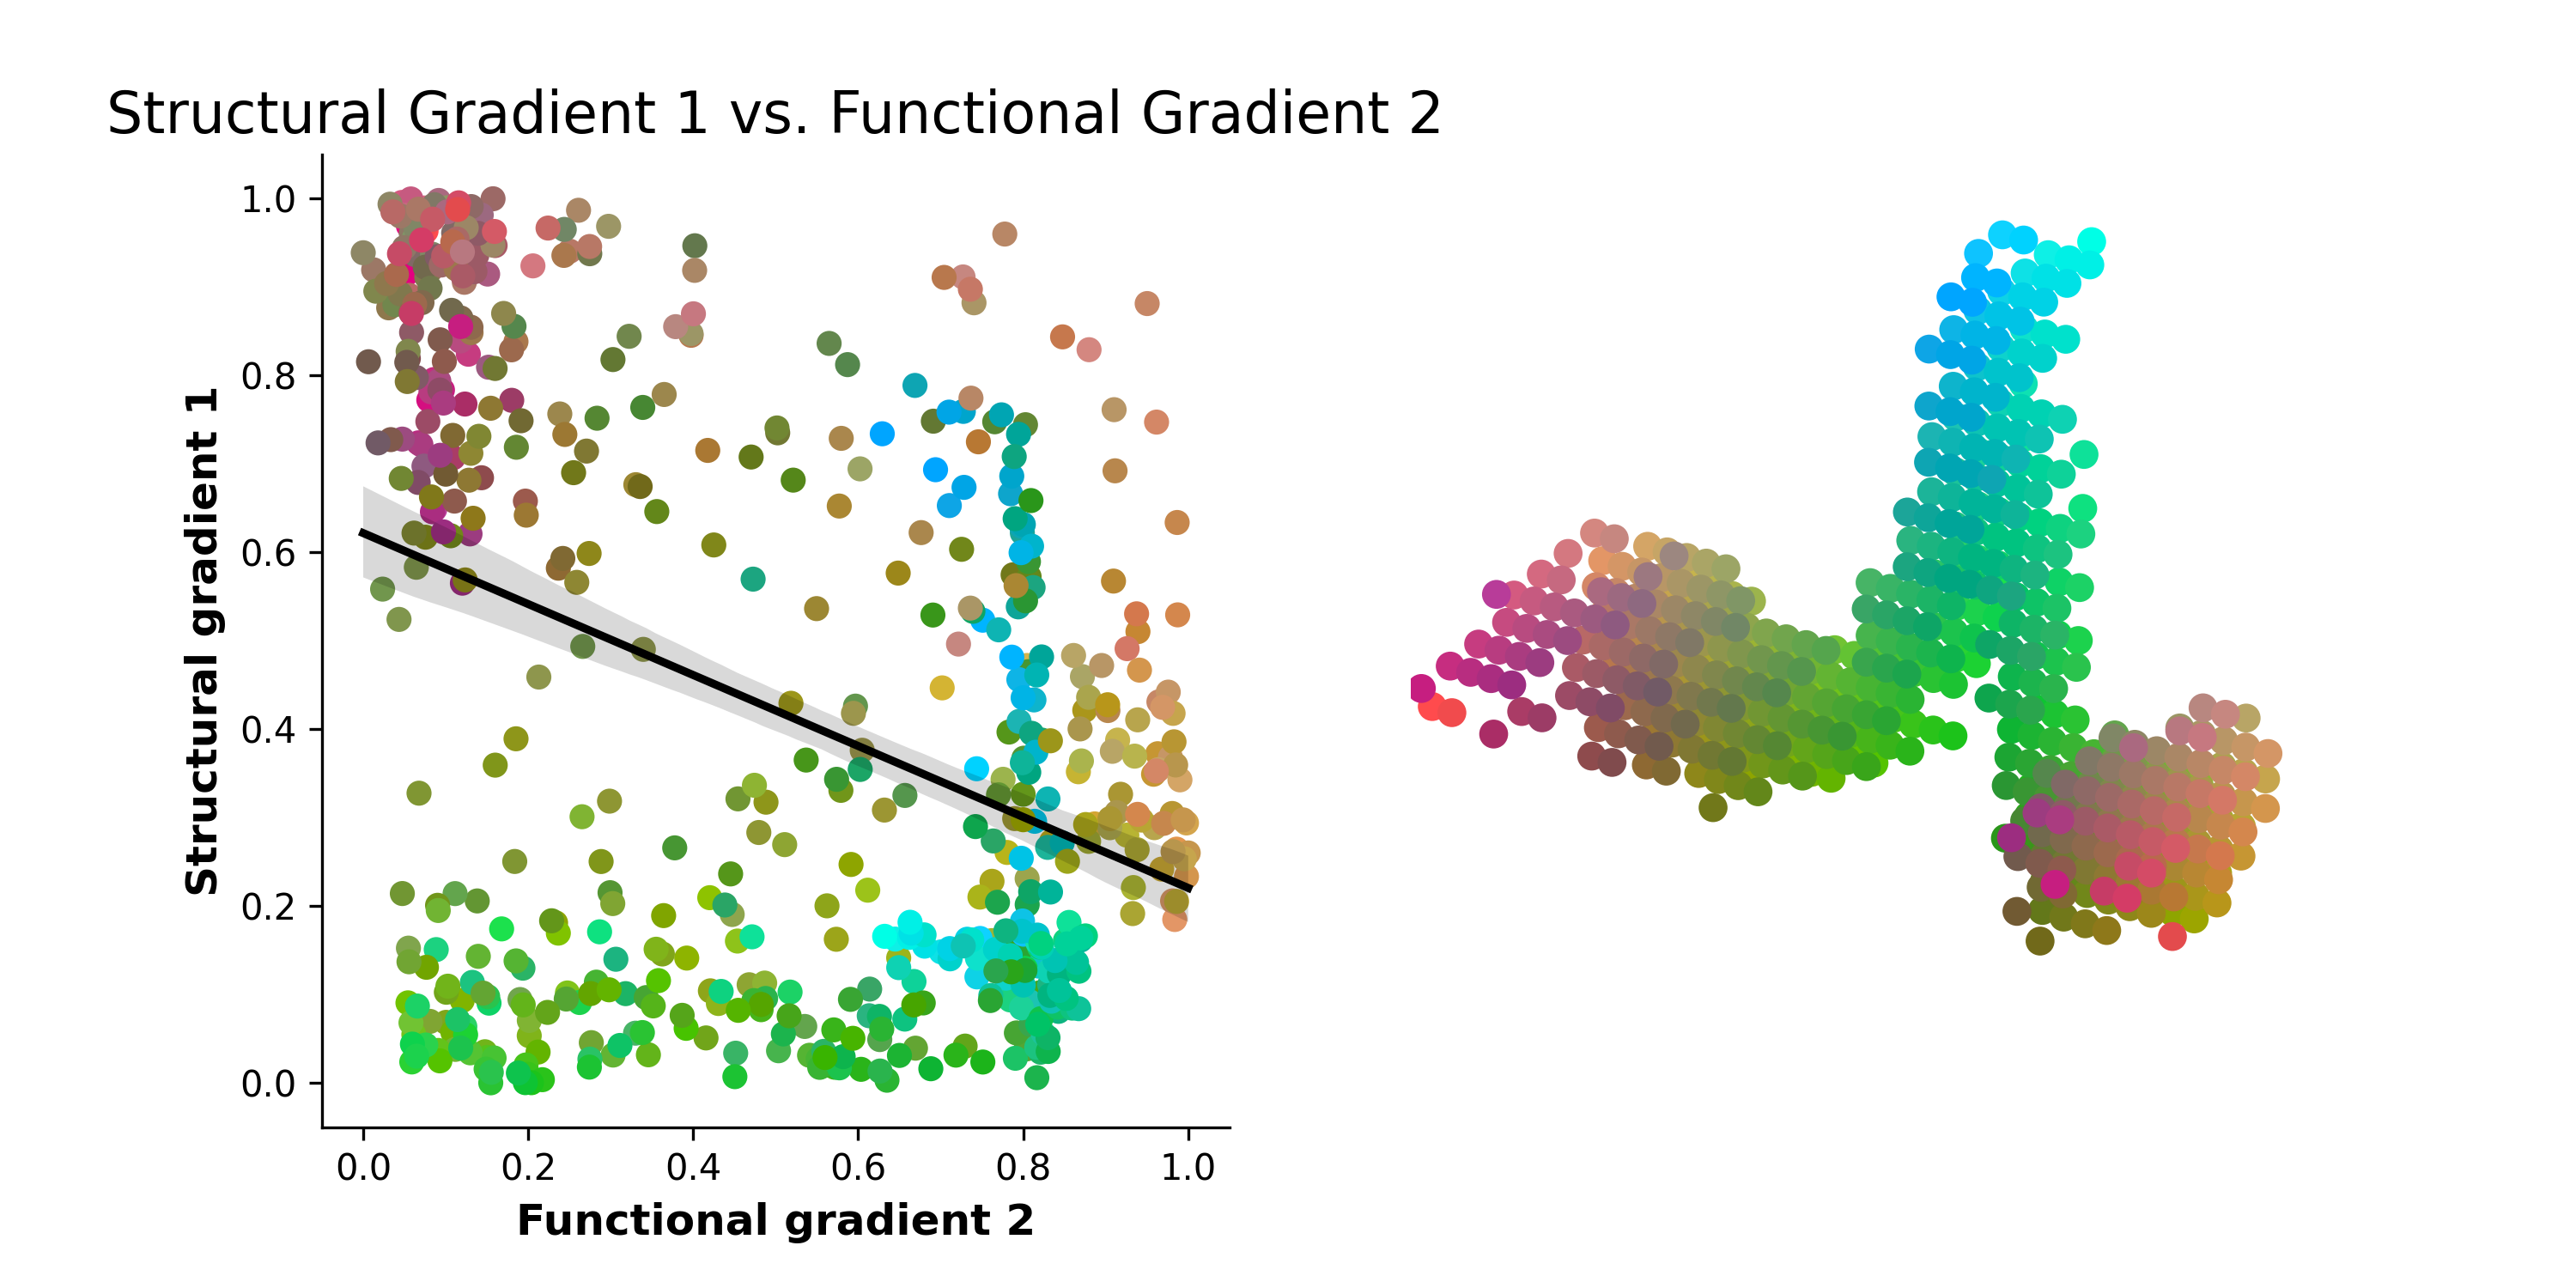 Structural Gradient 1 vs. Functional Gradient 2
Structural gradient 1
1.0
0.8
0.6
0.4
0.2
0.0
0.0 0.2 0.4 0.6 0.8 1.0
Functional gradient 2